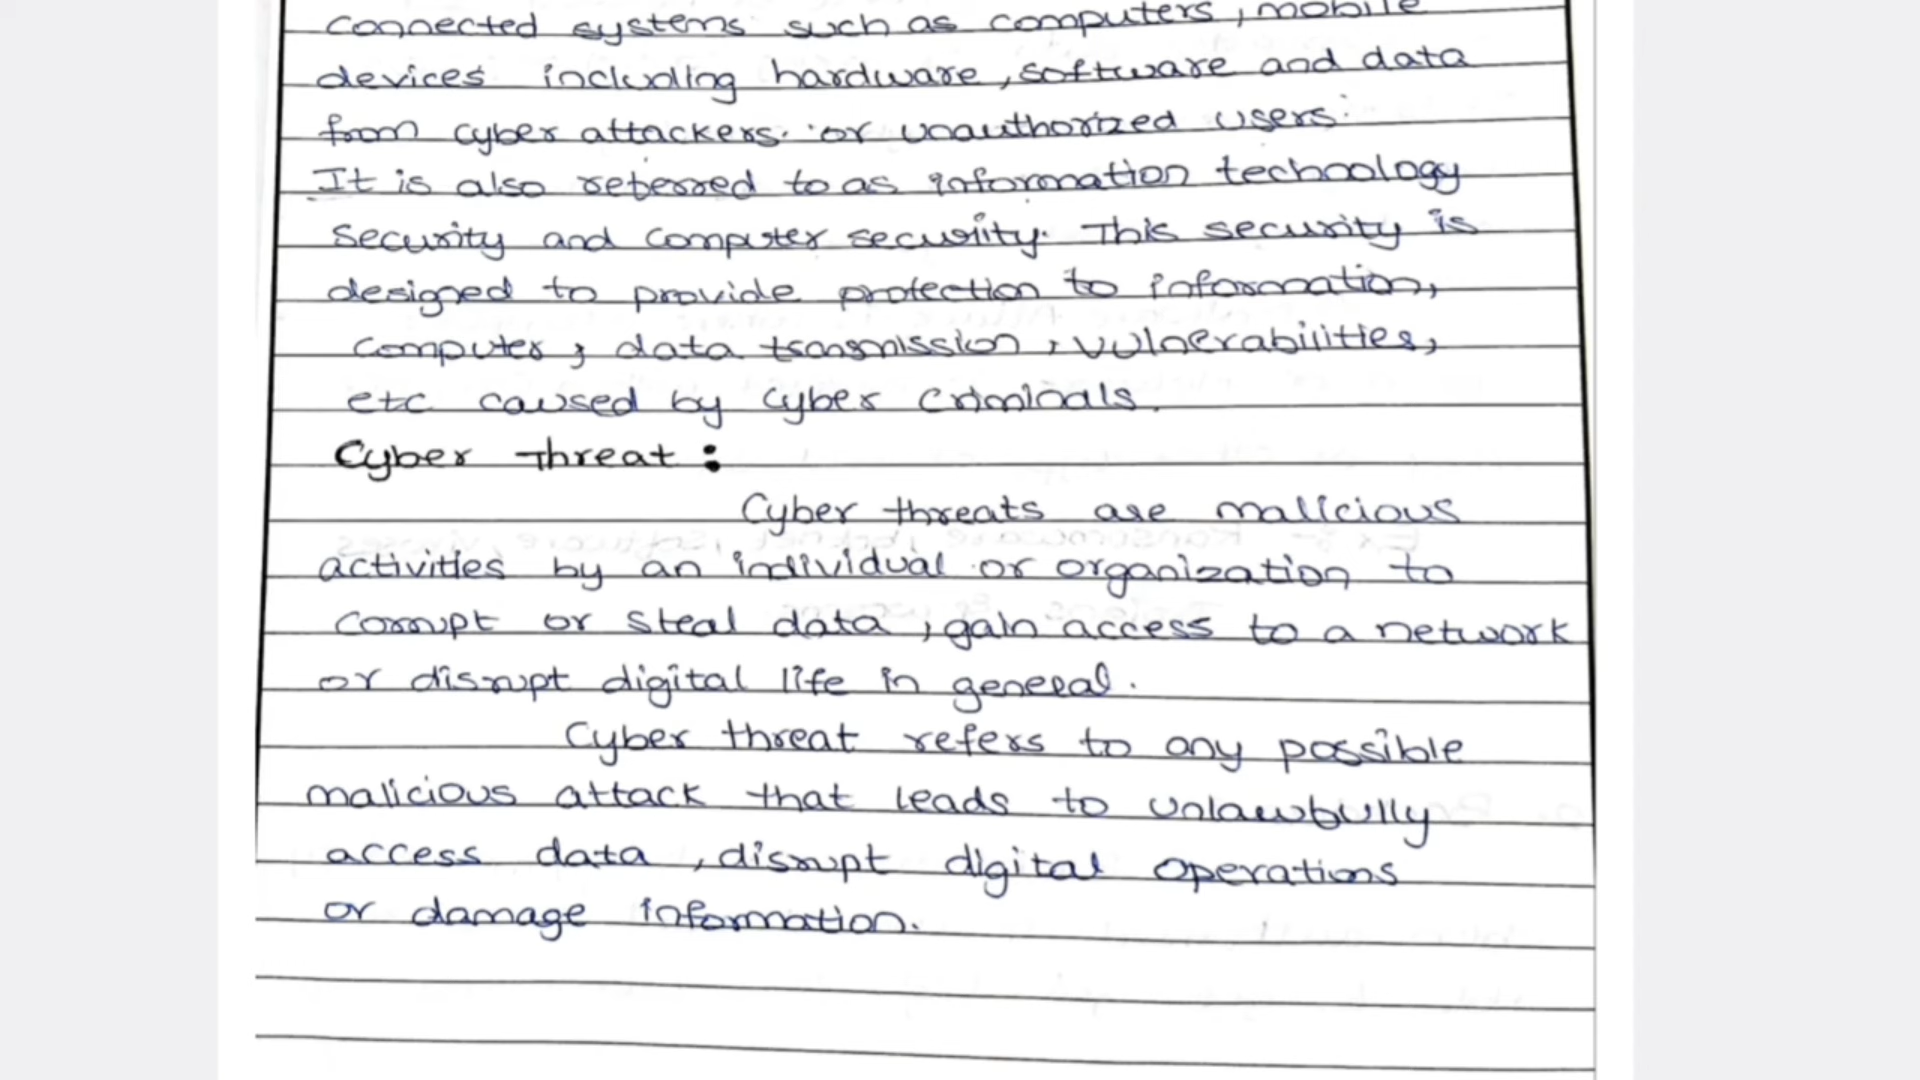 connected systems such as computers, mobile
devices including hardware, software and data
from cyber attackers. or unauthorized users.
It is also referred to as information technology
security and computer security. This security is
designed to provide protection to information,
computer, data transmission, vulnerabilities,
etc caused by cyber criminals.
Cyber Threat :
Cyber threats are malicious
activities by an individual or organization to
corrupt or steal data, gain access to a network
or disrupt digital life in general.
Cyber threat refers to any possible
malicious attack that leads to unlawfully
access data, disrupt digital operations
or damage information.